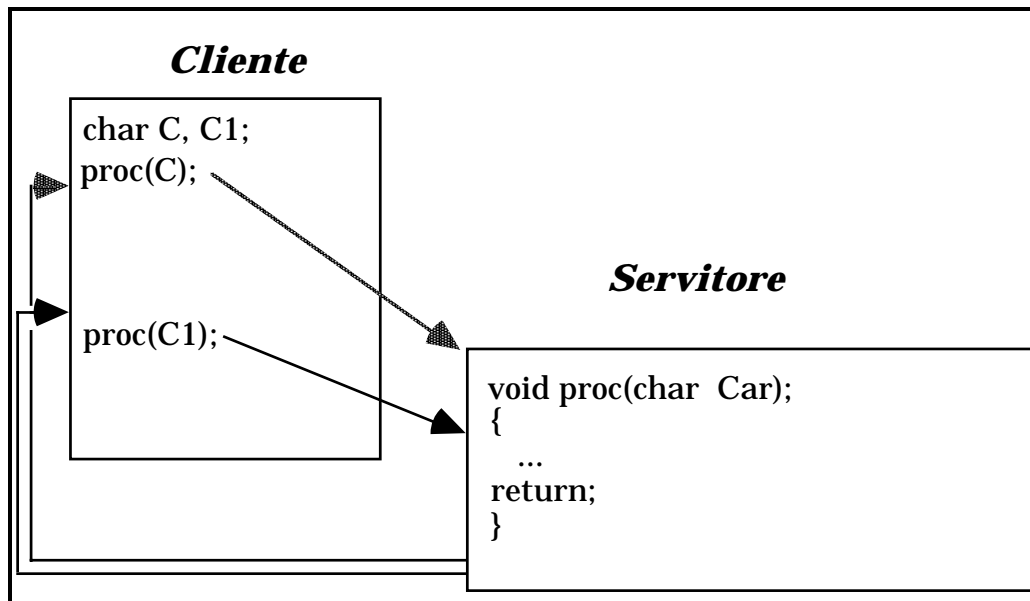 Cliente
char C, C1;
proc(C);
proc(C1);
Servitore
void proc(char Car);
{
...
return;
}